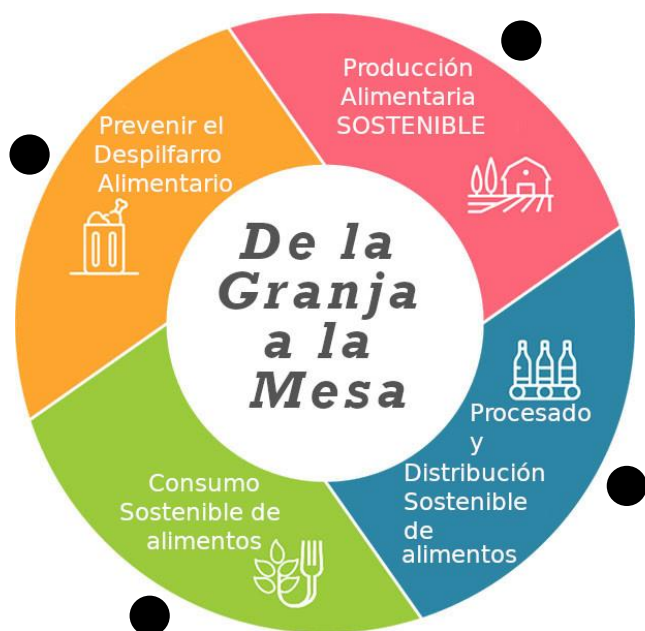 De la
Granja
a la
Mesa
Producción
Alimentaria
SOSTENIBLE
Procesado
y
Distribución
Sostenible
de
alimentos
Consumo
Sostenible de
alimentos
Prevenir el
Despilfarro
Alimentario